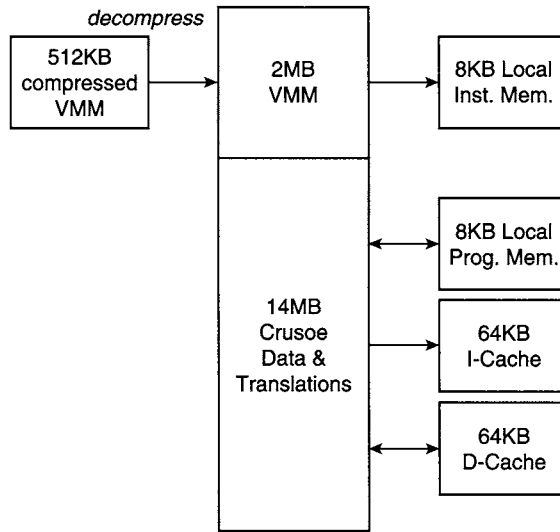 decompress
512KB
compressed
VMM
2MB
VMM
8KB Local
Inst. Mem.
8KB Local
Prog. Mem.
14MB
Crusoe
Data &
Translations
64KB
I-Cache
64KB
D-Cache